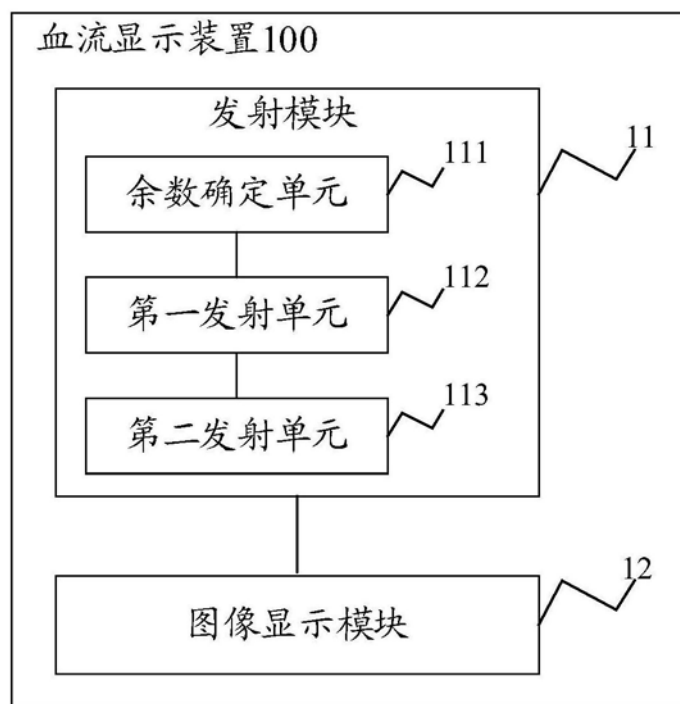 血流显示装置100
发射模块
11
余数确定单元
111
第一发射单元
112
第二发射单元
113
图像显示模块
12